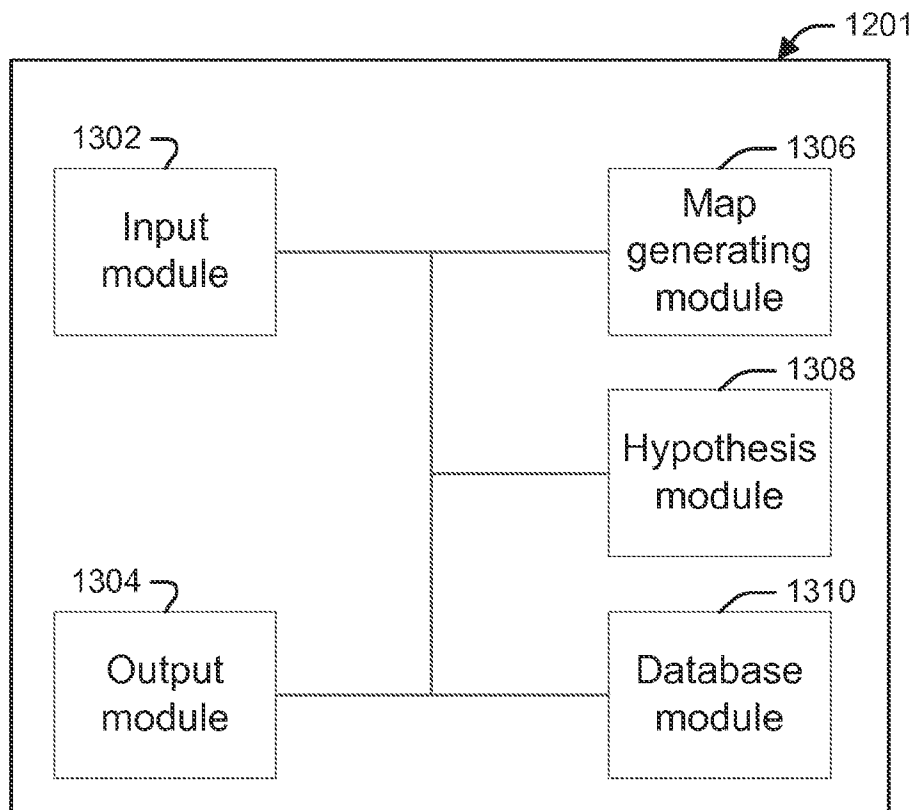 1201
1302
Input
module
1306
Map
generating
module
1308
Hypothesis
module
1304
Output
module
1310
Database
module